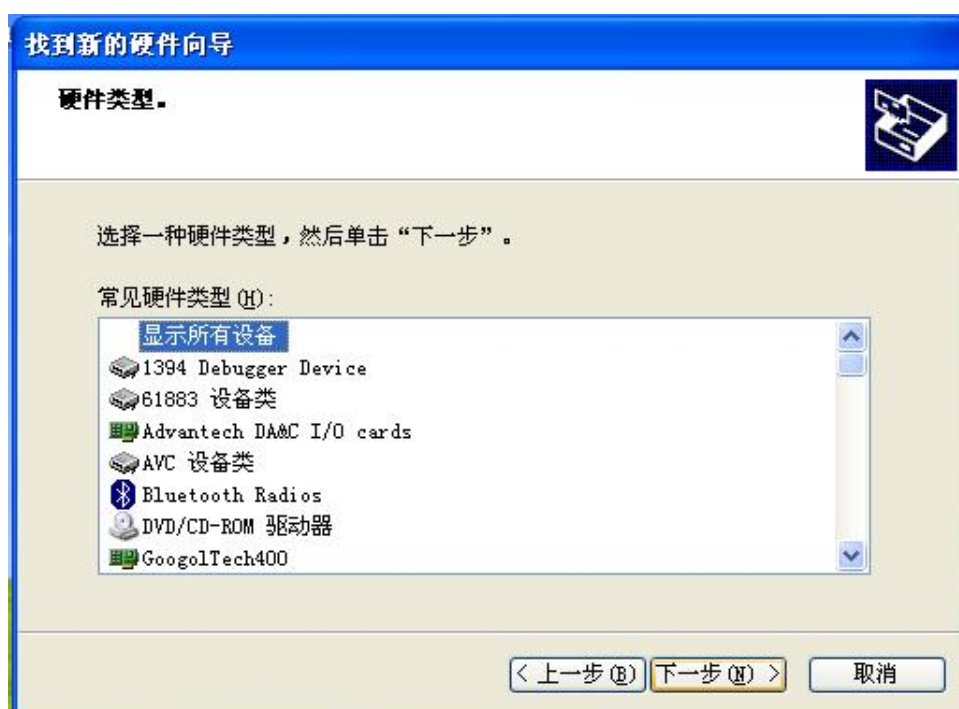 找到新的硬件向导
硬件类型。
选择一种硬件类型，然后单击“下一步”。
常见硬件类型(H):
显示所有设备
1394 Debugger Device
61883 设备类
Advantech DA&C I/O cards
AVC 设备类
Bluetooth Radios
DVD/CD-ROM 驱动器
GoogolTech400
< 上一步(B) 下一步(N) > 取消